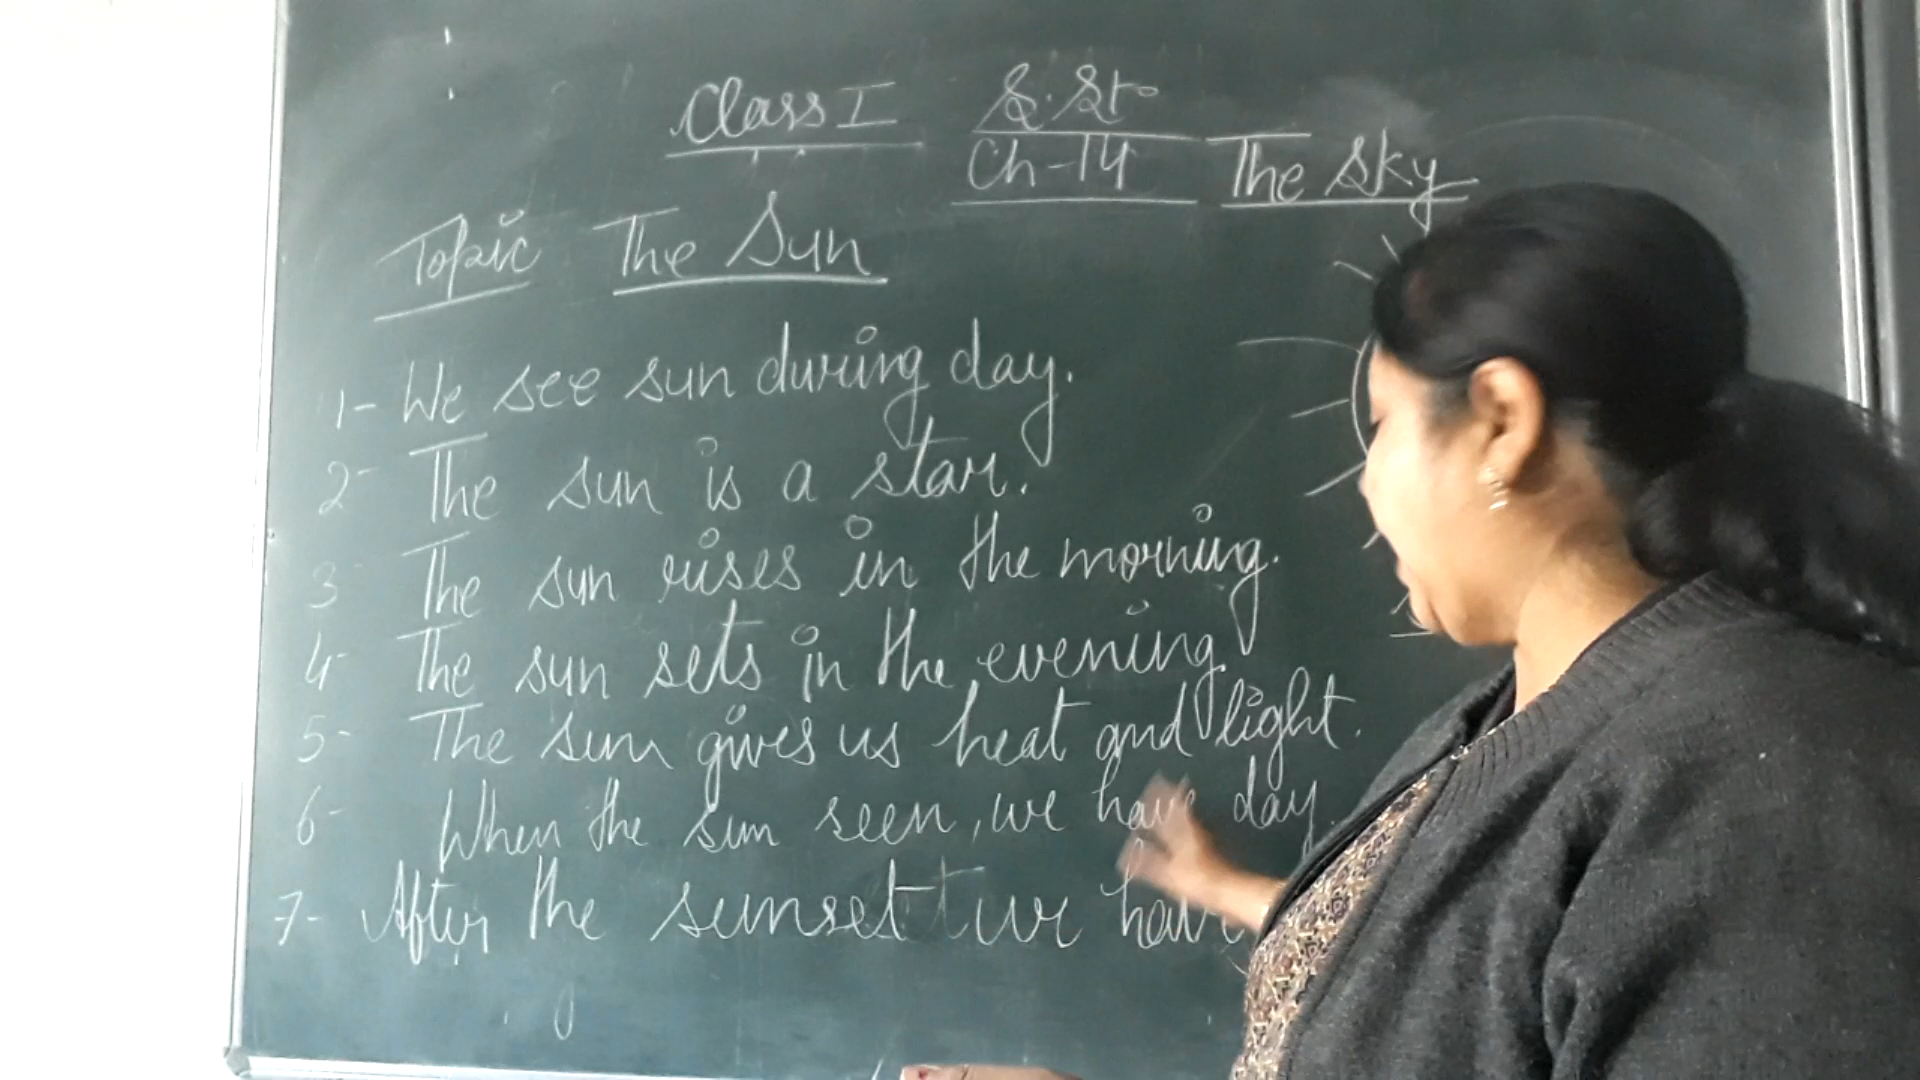 Class I S.St
Ch-14 The Sky
Topic The Sun
1- We see sun during day.
2- The sun is a star.
3- The sun rises in the morning.
4- The sun sets in the evening.
5- The sun gives us heat and light.
6- When the sun seen, we have day.
7- After the sunset we have